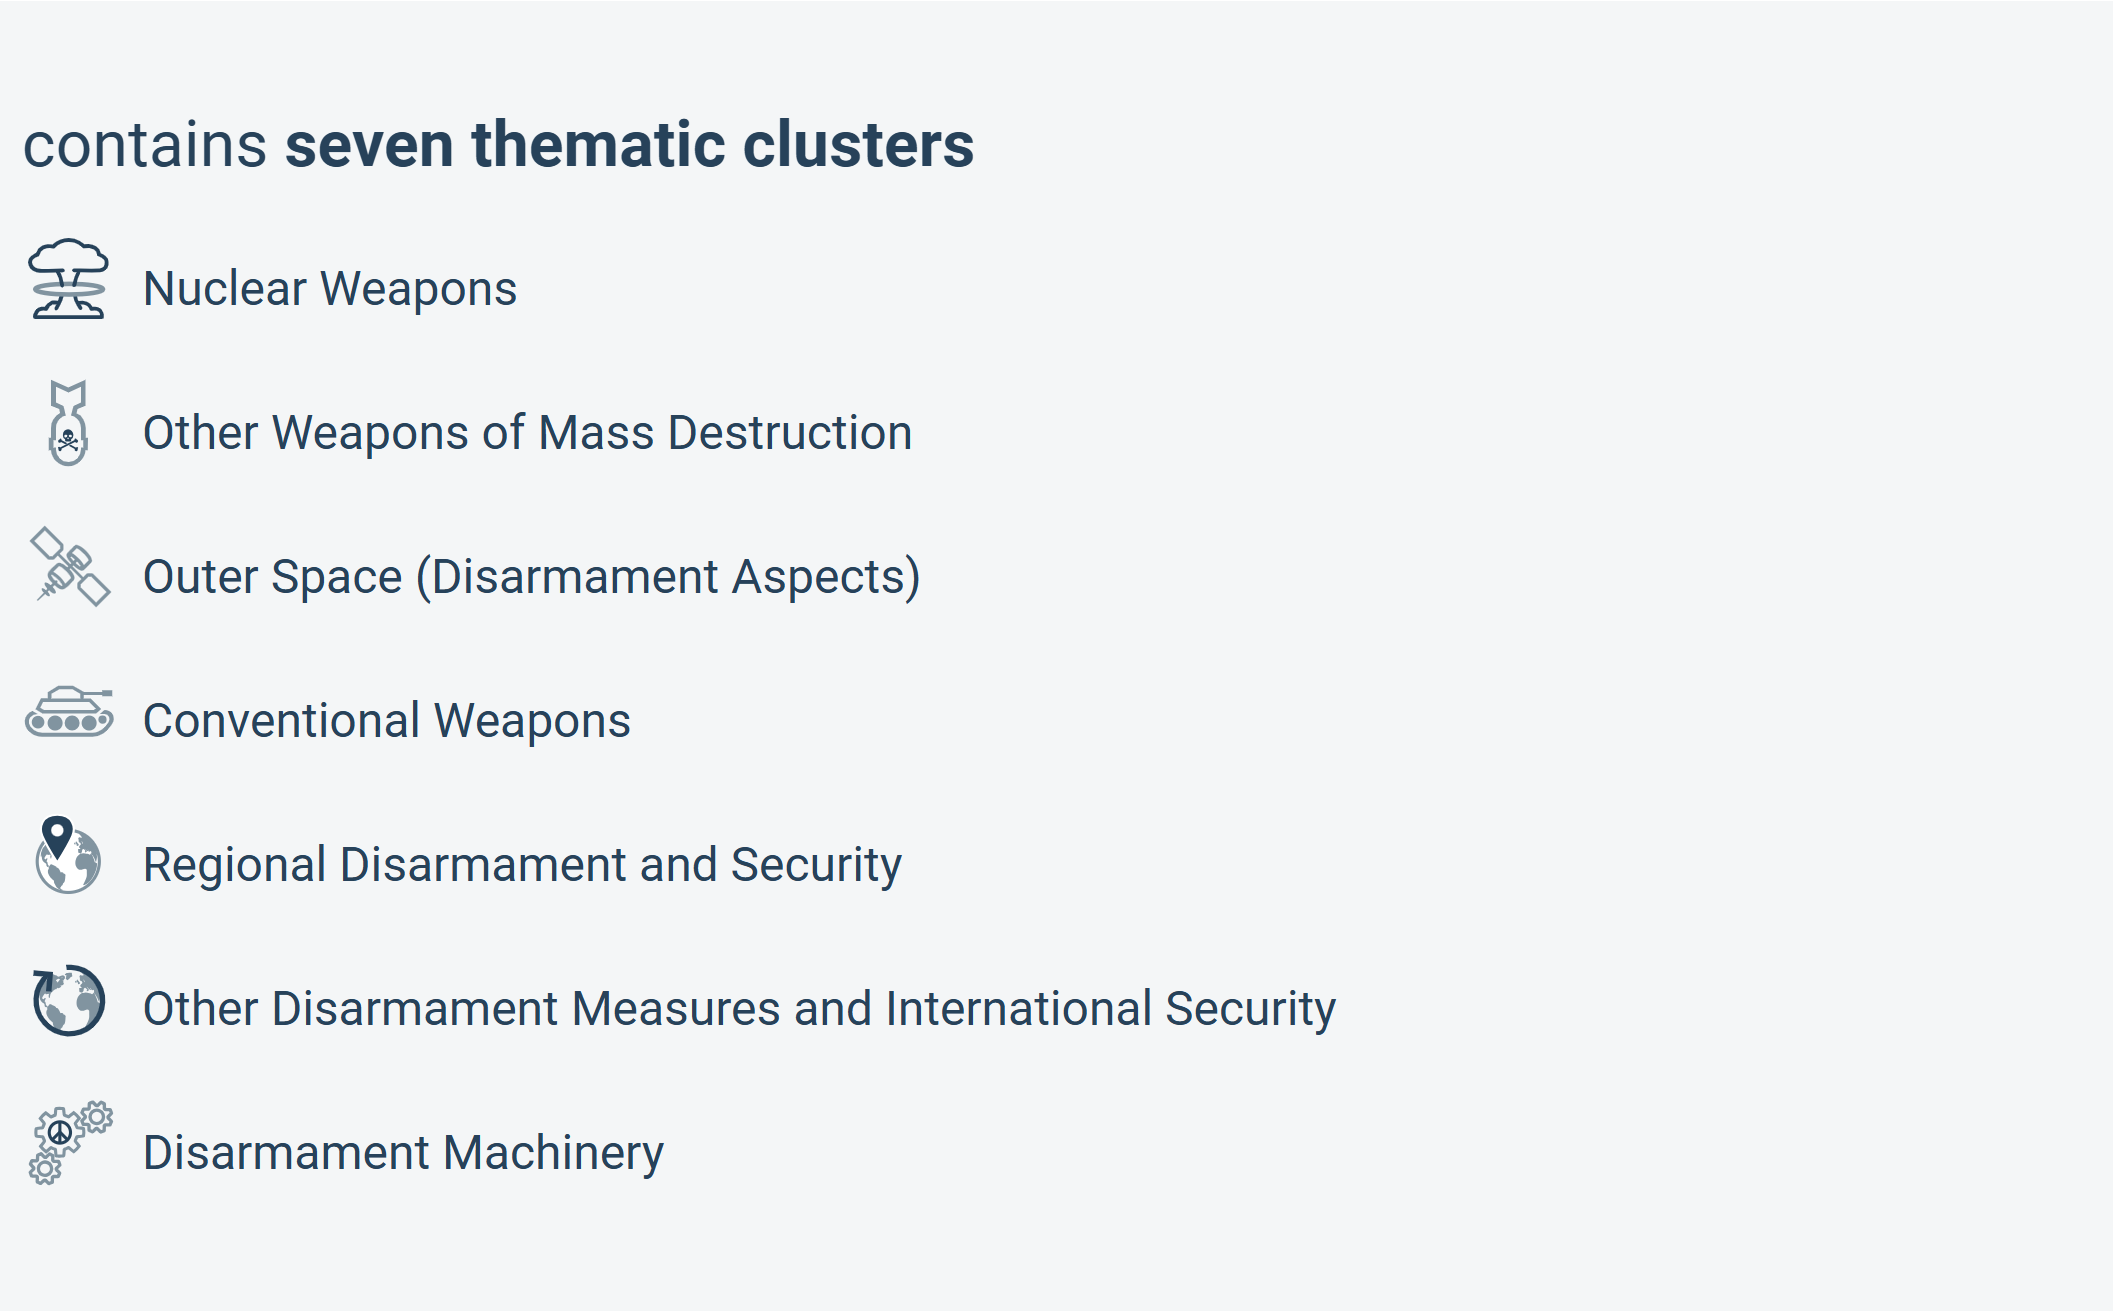 contains seven thematic clusters
Nuclear Weapons
Other Weapons of Mass Destruction
Outer Space (Disarmament Aspects)
Conventional Weapons
Regional Disarmament and Security
Other Disarmament Measures and International Security
Disarmament Machinery